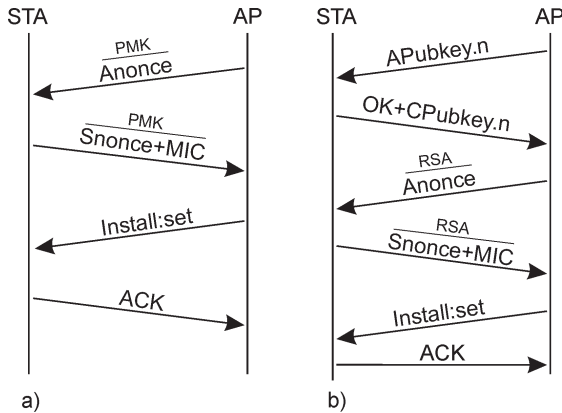 STA AP
PMK
Anonce
PMK
Snonce+MIC
Install:set
ACK
a)
STA AP
APubkey.n
OK+CPubkey.n
RSA
Anonce
RSA
Snonce+MIC
Install:set
ACK
b)